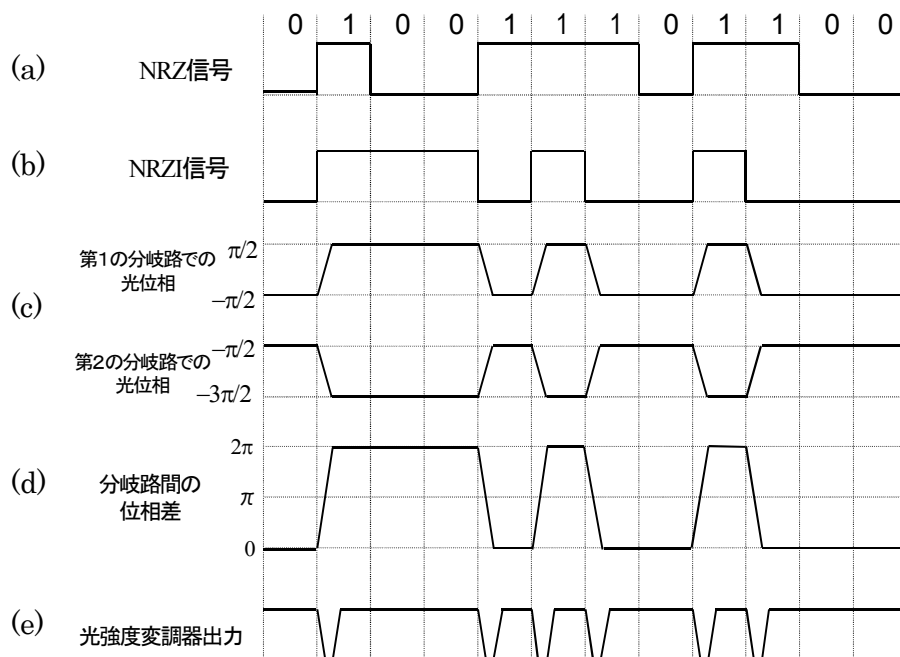 0 1 0 0 1 1 1 0 1 1 0 0
(a) NRZ信号
(b) NRZI信号
(c)
第1の分岐路での
光位相
π/2
−π/2
第2の分岐路での
光位相
−π/2
−3π/2
(d) 分岐路間の
位相差
2π
π
0
(e) 光強度変調器出力